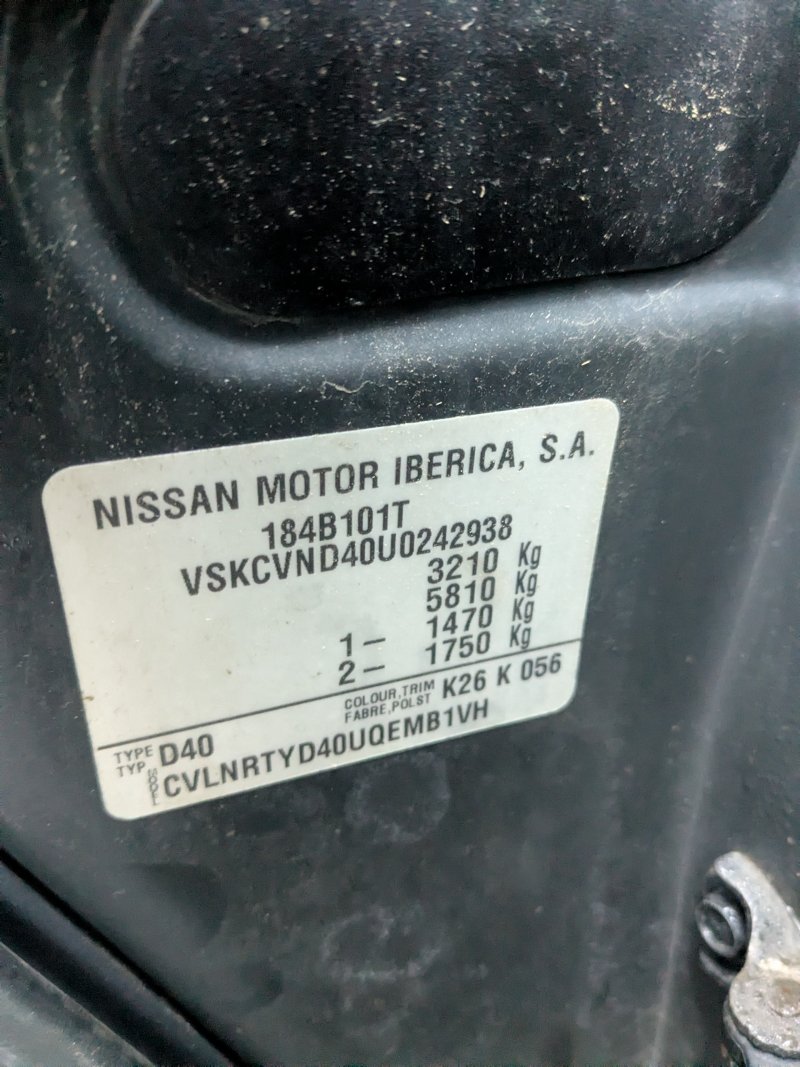 NISSAN MOTOR IBERICA, S.A.
184B101T
VSKCVND40U0242938
3210 Kg
5810 Kg
1- 1470 Kg
2- 1750 Kg
COLOUR,TRIM K26 K 056
FABRE,POLST
TYPE D40
TYP
MODEL CVLNRTYD40UQEMB1VH